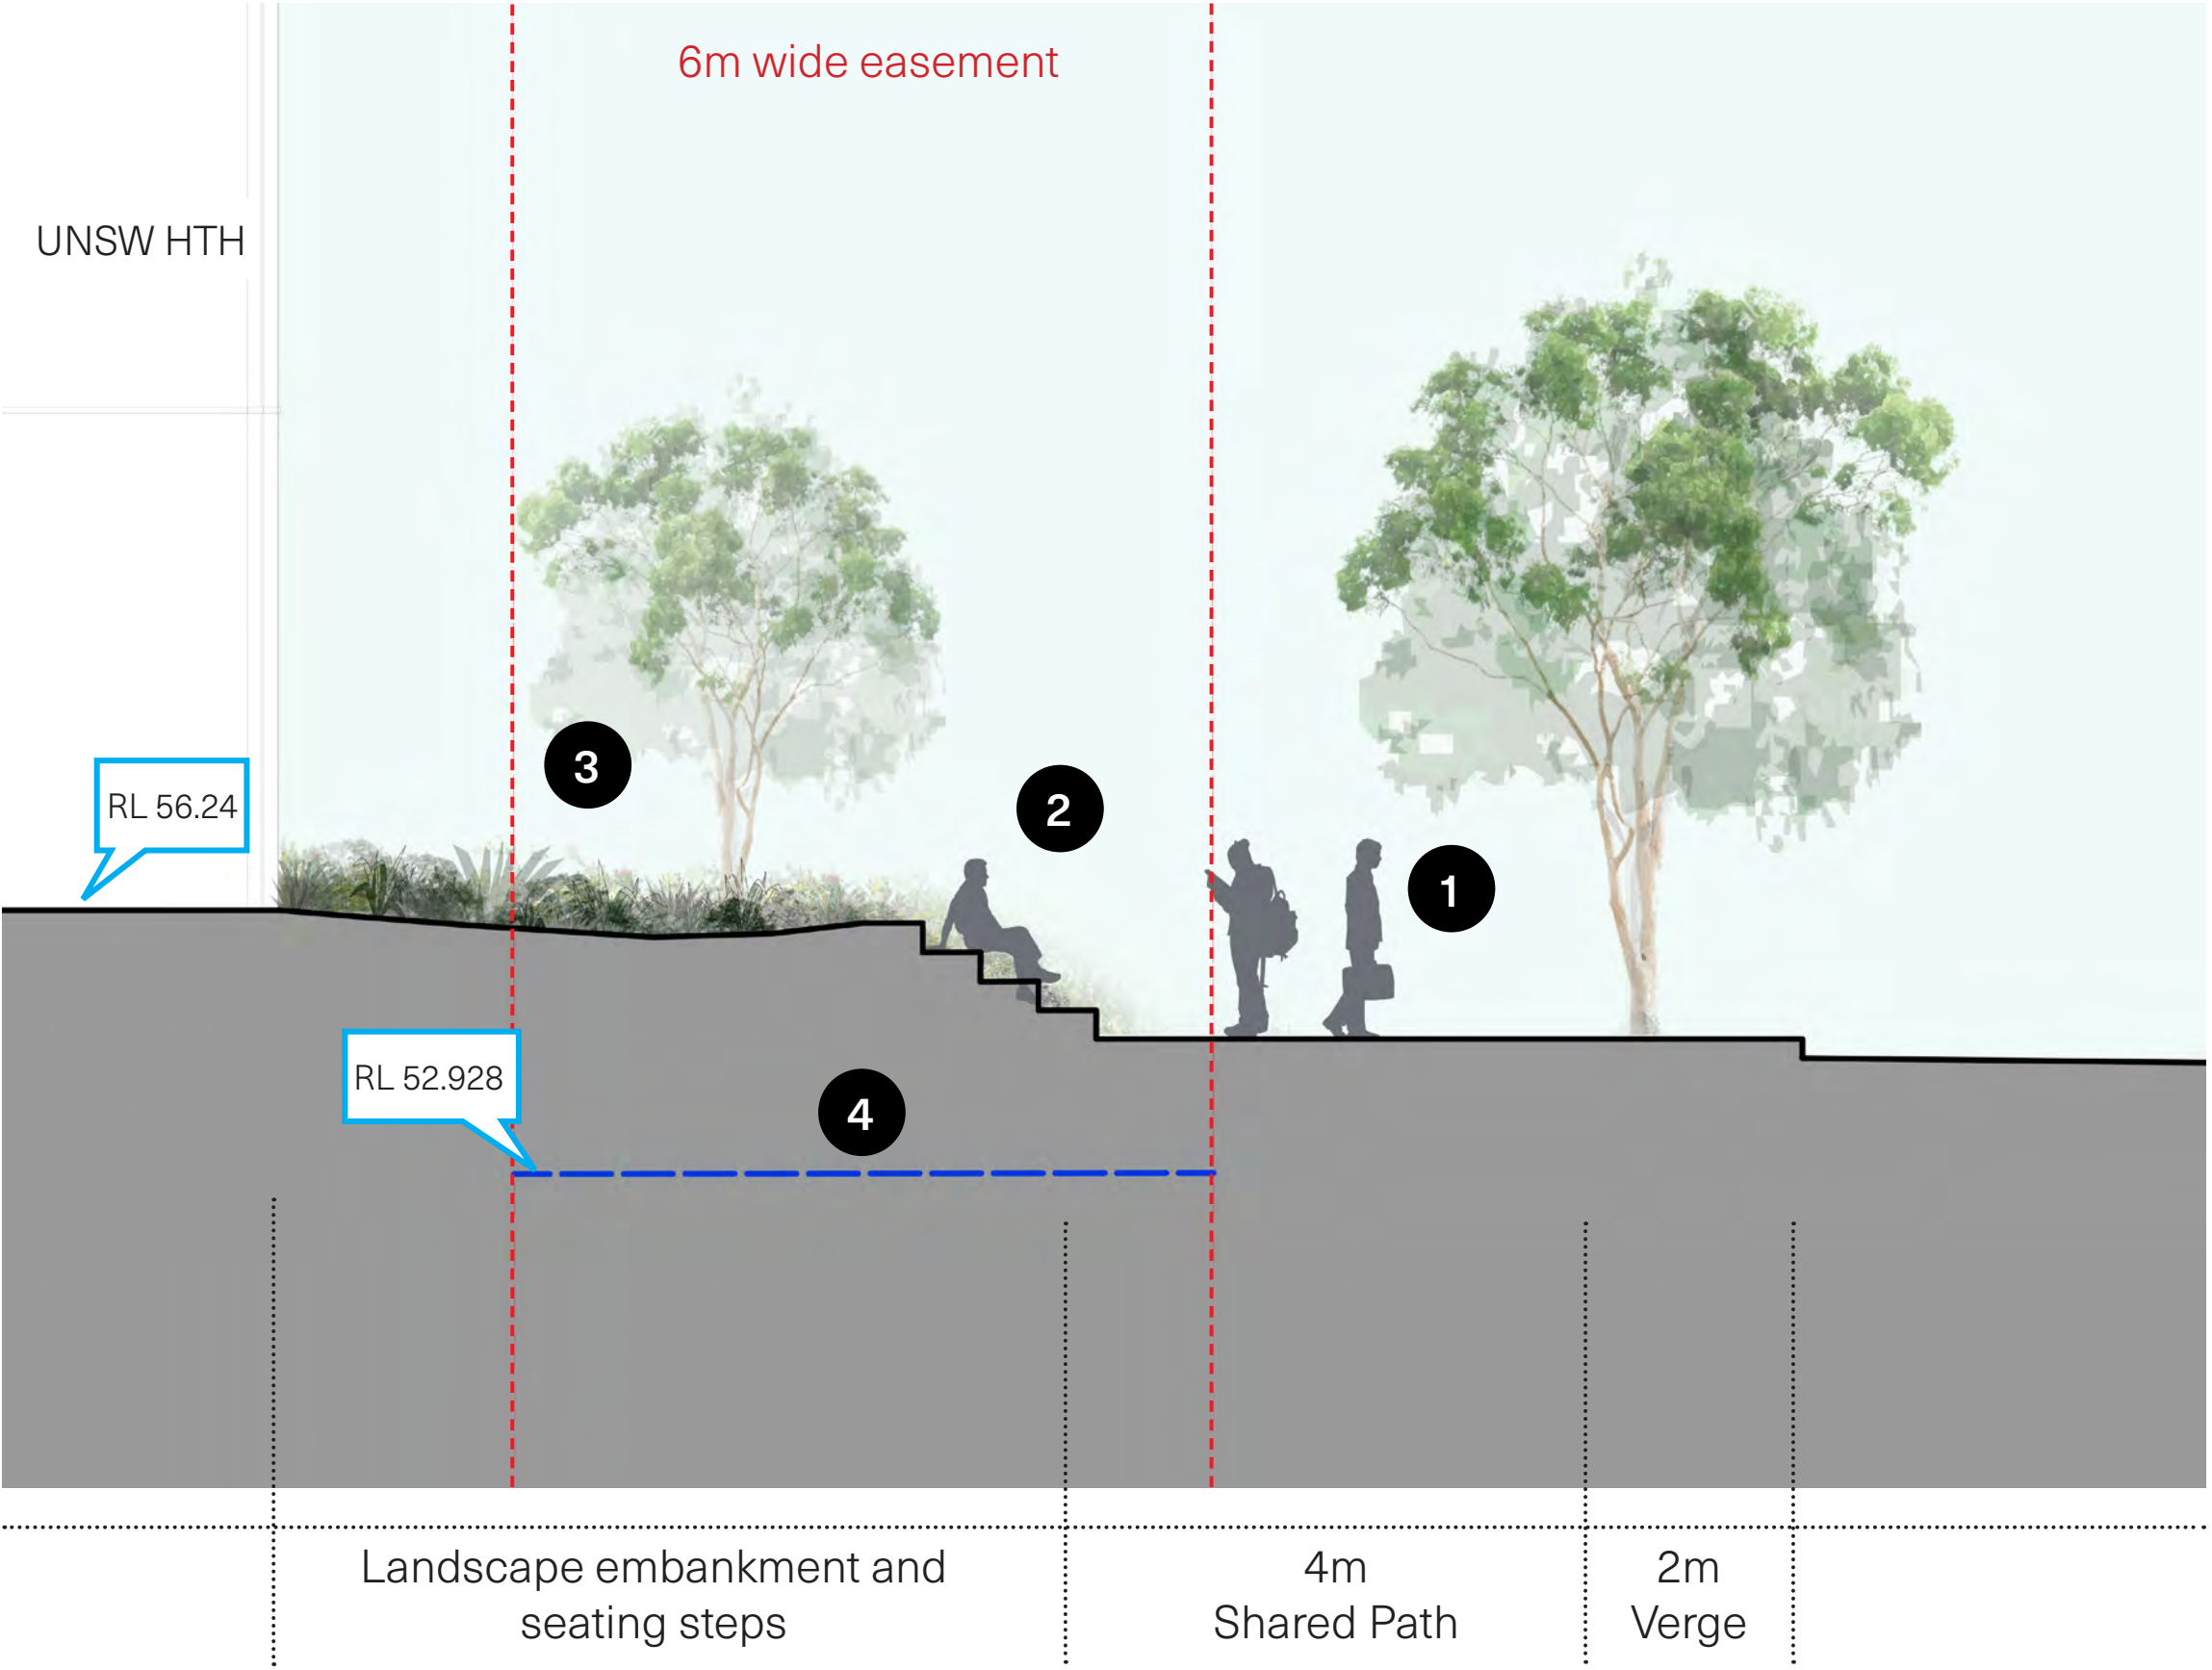 6m wide easement
UNSW HTH
3
2
RL 56.24
1
RL 52.928
4
Landscape embankment and
seating steps
4m
Shared Path
2m
Verge